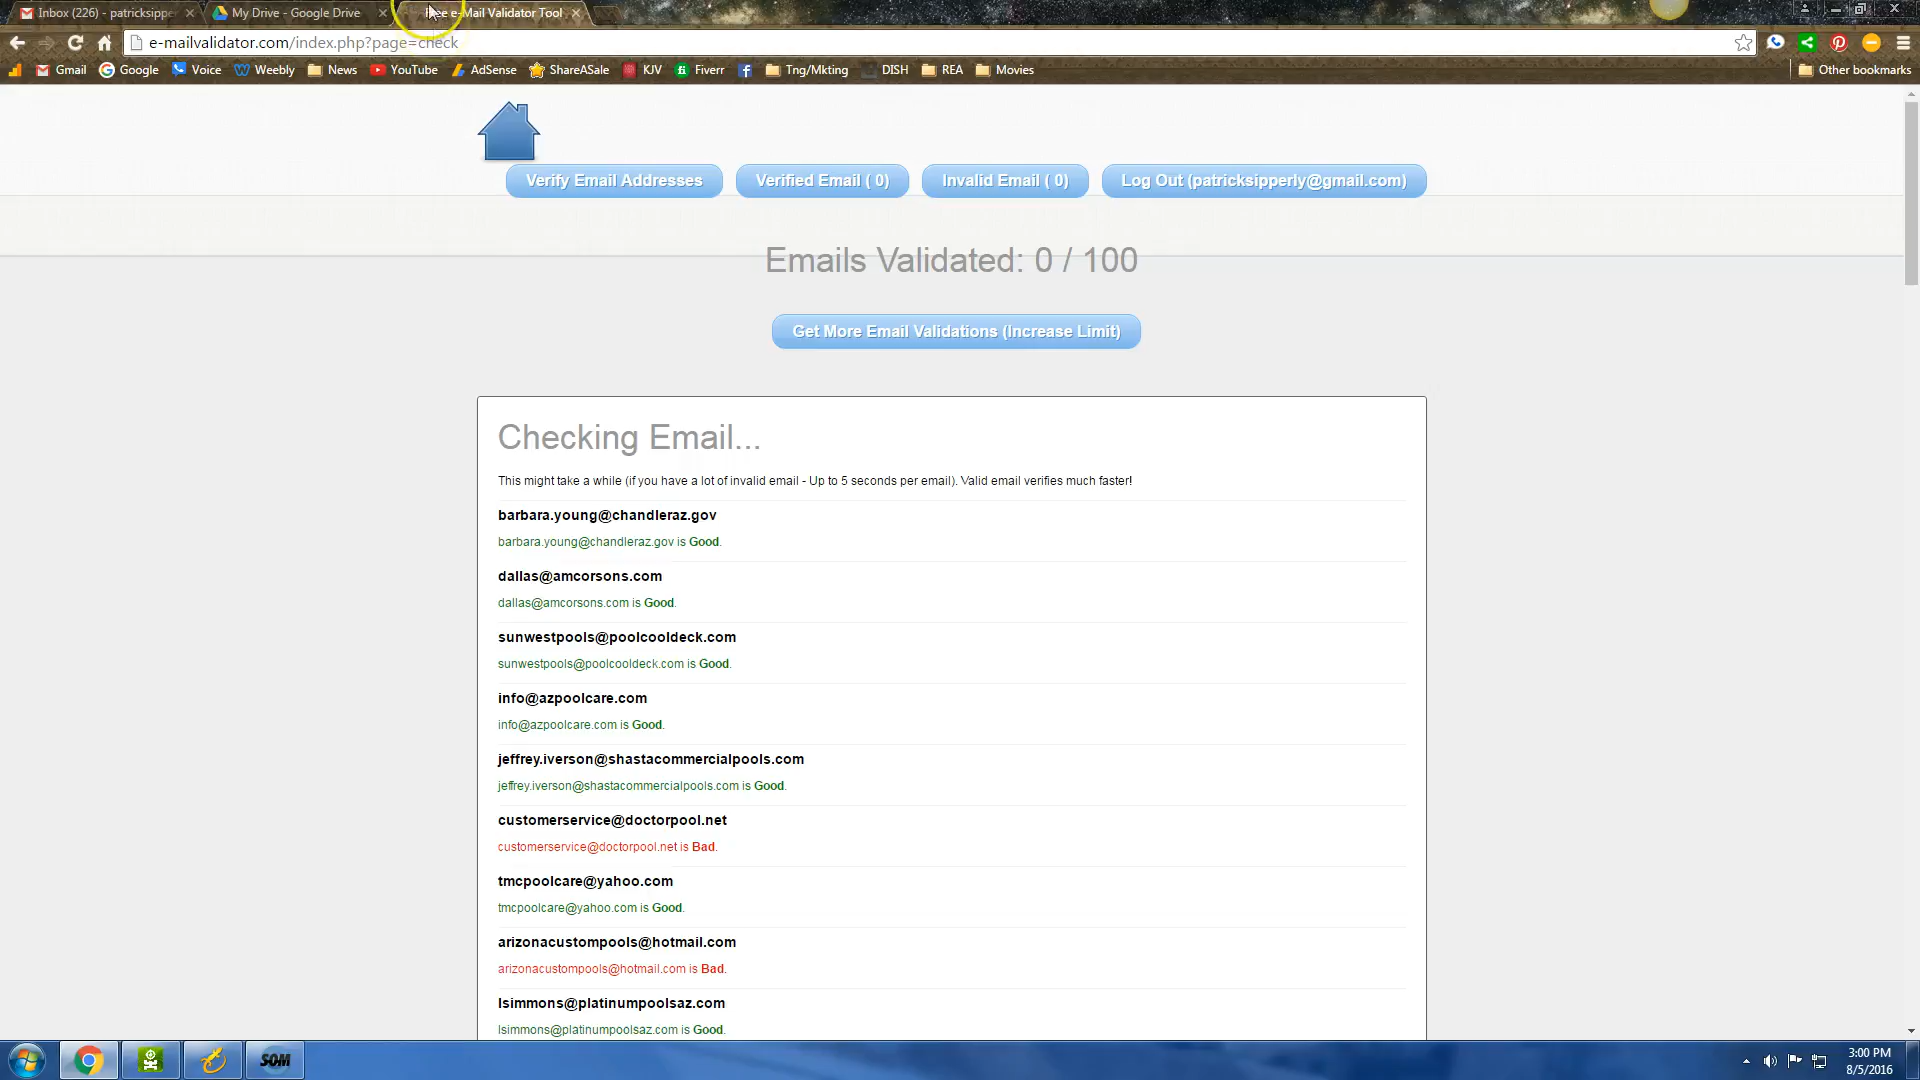 Inbox (226) - patricksippe
My Drive - Google Drive
Free e-Mail Validator Tool
e-mailvalidator.com/index.php?page=check
Gmail
Google
Voice
Weebly
News
YouTube
AdSense
ShareASale
KJV
Fiverr
Tng/Mkting
DISH
REA
Movies
Other bookmarks
Verify Email Addresses
Verified Email ( 0)
Invalid Email ( 0)
Log Out (patricksipperly@gmail.com)
Emails Validated: 0 / 100
Get More Email Validations (Increase Limit)
Checking Email...
This might take a while (if you have a lot of invalid email - Up to 5 seconds per email). Valid email verifies much faster!
barbara.young@chandleraz.gov
barbara.young@chandleraz.gov is Good.
dallas@amcorsons.com
dallas@amcorsons.com is Good.
sunwestpools@poolcooldeck.com
sunwestpools@poolcooldeck.com is Good.
info@azpoolcare.com
info@azpoolcare.com is Good.
jeffrey.iverson@shastacommercialpools.com
jeffrey.iverson@shastacommercialpools.com is Good.
customerservice@doctorpool.net
customerservice@doctorpool.net is Bad.
tmcpoolcare@yahoo.com
tmcpoolcare@yahoo.com is Good.
arizonacustompools@hotmail.com
arizonacustompools@hotmail.com is Bad.
lsimmons@platinumpoolsaz.com
lsimmons@platinumpoolsaz.com is Good.
SOM
3:00 PM
8/5/2016